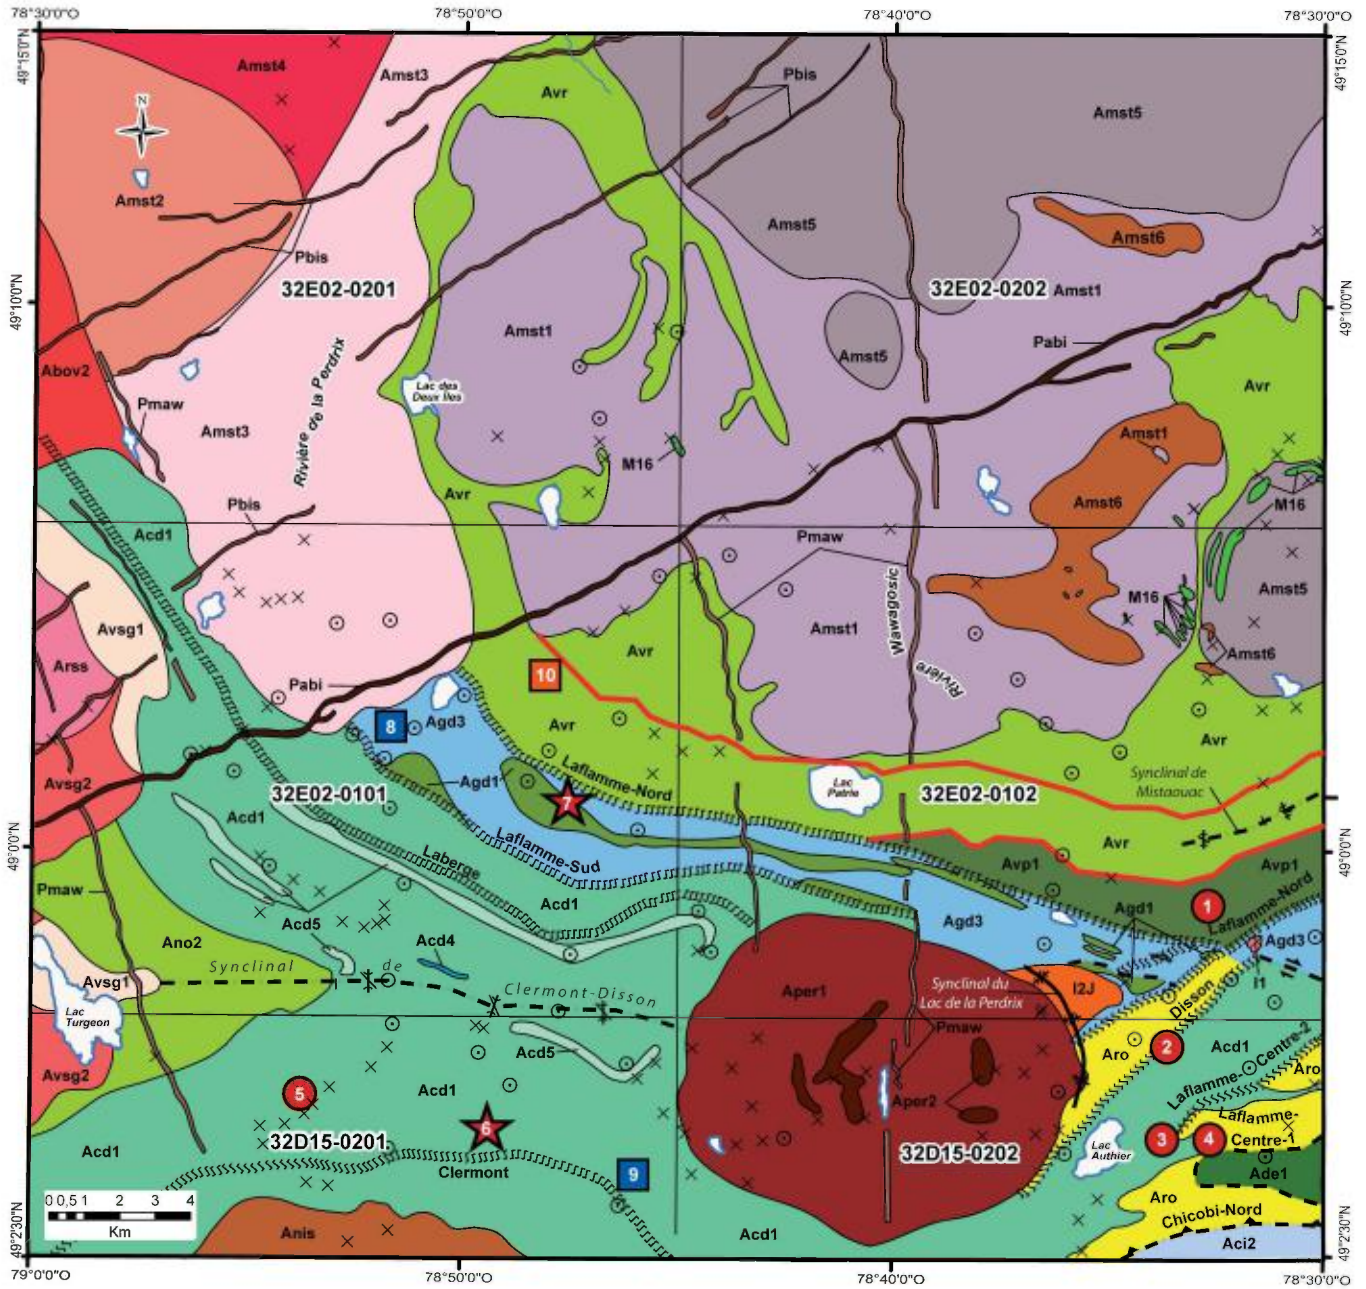 78°30'0"O
78°50'0"O
78°40'0"O
78°30'0"O
49°15'0"N
49°15'0"N
Amst4
Amst3
Avr
Pbis
Amst5
N
Amst2
Amst5
Amst6
Pbis
32E02-0201
32E02-0202
Amst1
49°10'0"N
49°10'0"N
Amst1
Pabi
Amst5
Abov2
Rivière de la Perdrix
Lac des
Deux Îles
Avr
Pmaw
Amst3
Amst1
M16
Avr
Pbis
Amst6
M16
Acd1
Pmaw
Amst5
M16
Wawagosic
Rivière
Avsg1
Amst1
Avr
Amst6
Arss
10
Pabi
8
Agd3
Avr
Avr
Avsg2
Agd1
Laflamme-Nord
Lac
Patrie
Synclinal de
Mistaouac
32E02-0101
7
32E02-0102
Acd1
Laflamme-Sud
Avr
49°0'0"N
49°0'0"N
Laberge
Avp1
Avp1
Pmaw
Acd1
Agd1
1
Laflamme-Nord
Acd5
Agd3
Ano2
Acd4
Agd3
Synclinal de Clermont-Disson
Avsg1
Aper1
Synclinal du
Lac de la Perdrix
I2J
I1
Disson
Lac
Turgeon
Pmaw
Acd5
Aro
2
Acd1
Laflamme-Centre-2
Aro
Avsg2
5
Acd1
Aper2
Laflamme-
Centre-1
6
32D15-0201
32D15-0202
Lac
Authier
3
4
Acd1
Clermont
9
Ade1
Aro
0 0,5 1 2 3 4
Km
Anis
Acd1
Chicobi-Nord
Aci2
49°2'30"N
49°2'30"N
79°0'0"O
78°50'0"O
78°40'0"O
78°30'0"O